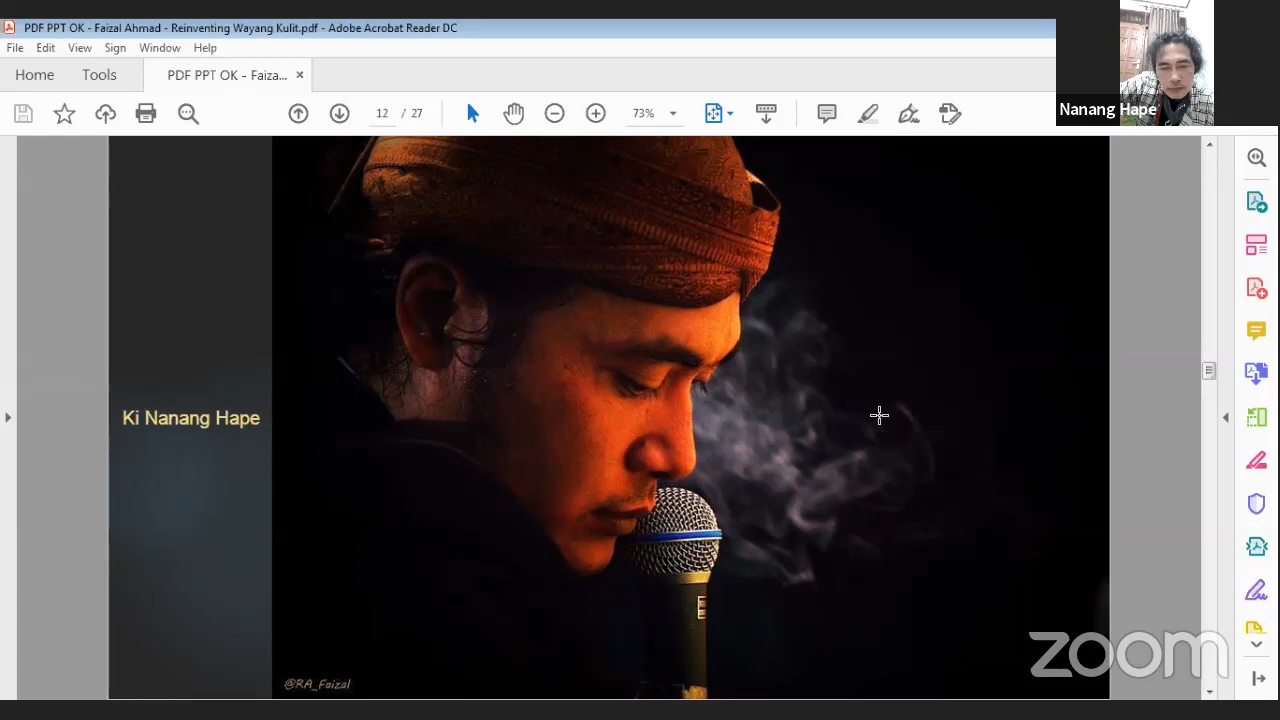 PDF PPT OK - Faizal Ahmad - Reinventing Wayang Kulit.pdf - Adobe Acrobat Reader DC
File Edit View Sign Window Help
Home Tools PDF PPT OK - Faiza... ×
12 / 27 73%
Nanang Hape
Ki Nanang Hape
@RA_Faizal
zoom